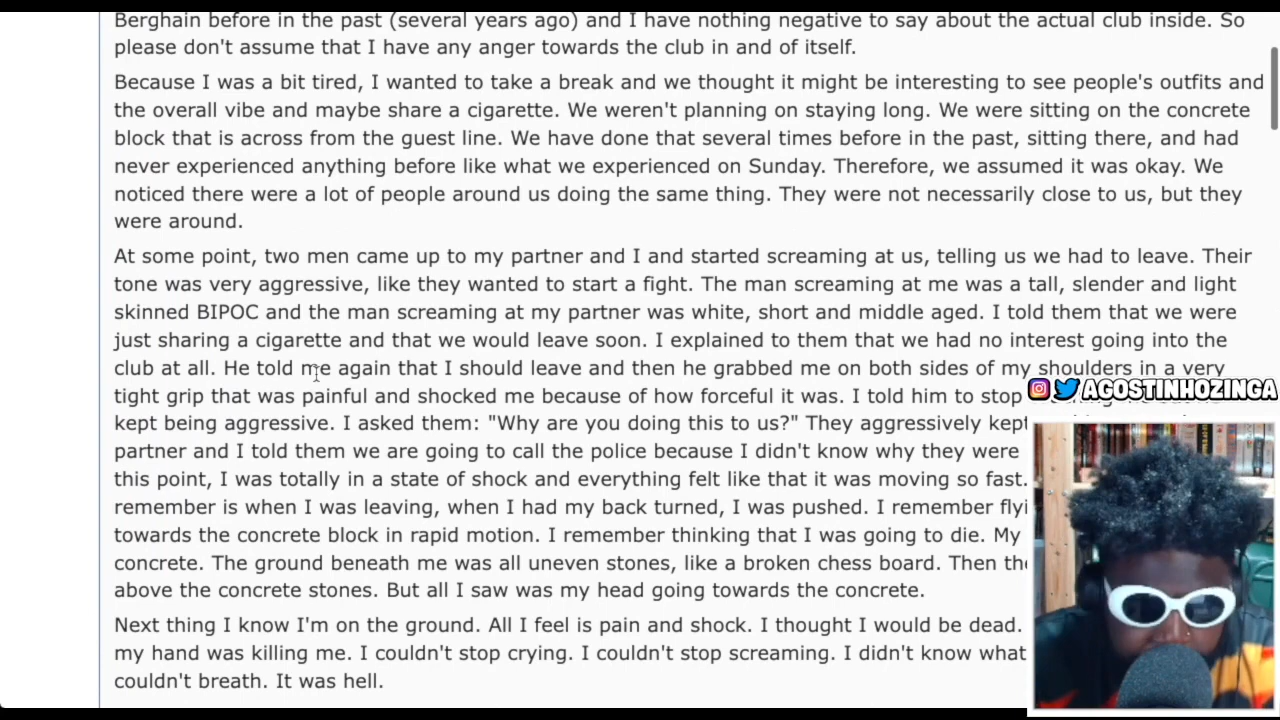 Berghain before in the past (several years ago) and I have nothing negative to say about the actual club inside. So
please don't assume that I have any anger towards the club in and of itself.
Because I was a bit tired, I wanted to take a break and we thought it might be interesting to see people's outfits and
the overall vibe and maybe share a cigarette. We weren't planning on staying long. We were sitting on the concrete
block that is across from the guest line. We have done that several times before in the past, sitting there, and had
never experienced anything before like what we experienced on Sunday. Therefore, we assumed it was okay. We
noticed there were a lot of people around us doing the same thing. They were not necessarily close to us, but they
were around.
At some point, two men came up to my partner and I and started screaming at us, telling us we had to leave. Their
tone was very aggressive, like they wanted to start a fight. The man screaming at me was a tall, slender and light
skinned BIPOC and the man screaming at my partner was white, short and middle aged. I told them that we were
just sharing a cigarette and that we would leave soon. I explained to them that we had no interest going into the
club at all. He told me again that I should leave and then he grabbed me on both sides of my shoulders in a very
tight grip that was painful and shocked me because of how forceful it was. I told him to stop
AGOSTINHOZINGA
kept being aggressive. I asked them: "Why are you doing this to us?" They aggressively kept
partner and I told them we are going to call the police because I didn't know why they were
this point, I was totally in a state of shock and everything felt like that it was moving so fast.
remember is when I was leaving, when I had my back turned, I was pushed. I remember flyi
towards the concrete block in rapid motion. I remember thinking that I was going to die. My
concrete. The ground beneath me was all uneven stones, like a broken chess board. Then the
above the concrete stones. But all I saw was my head going towards the concrete.
Next thing I know I'm on the ground. All I feel is pain and shock. I thought I would be dead.
my hand was killing me. I couldn't stop crying. I couldn't stop screaming. I didn't know what
couldn't breath. It was hell.